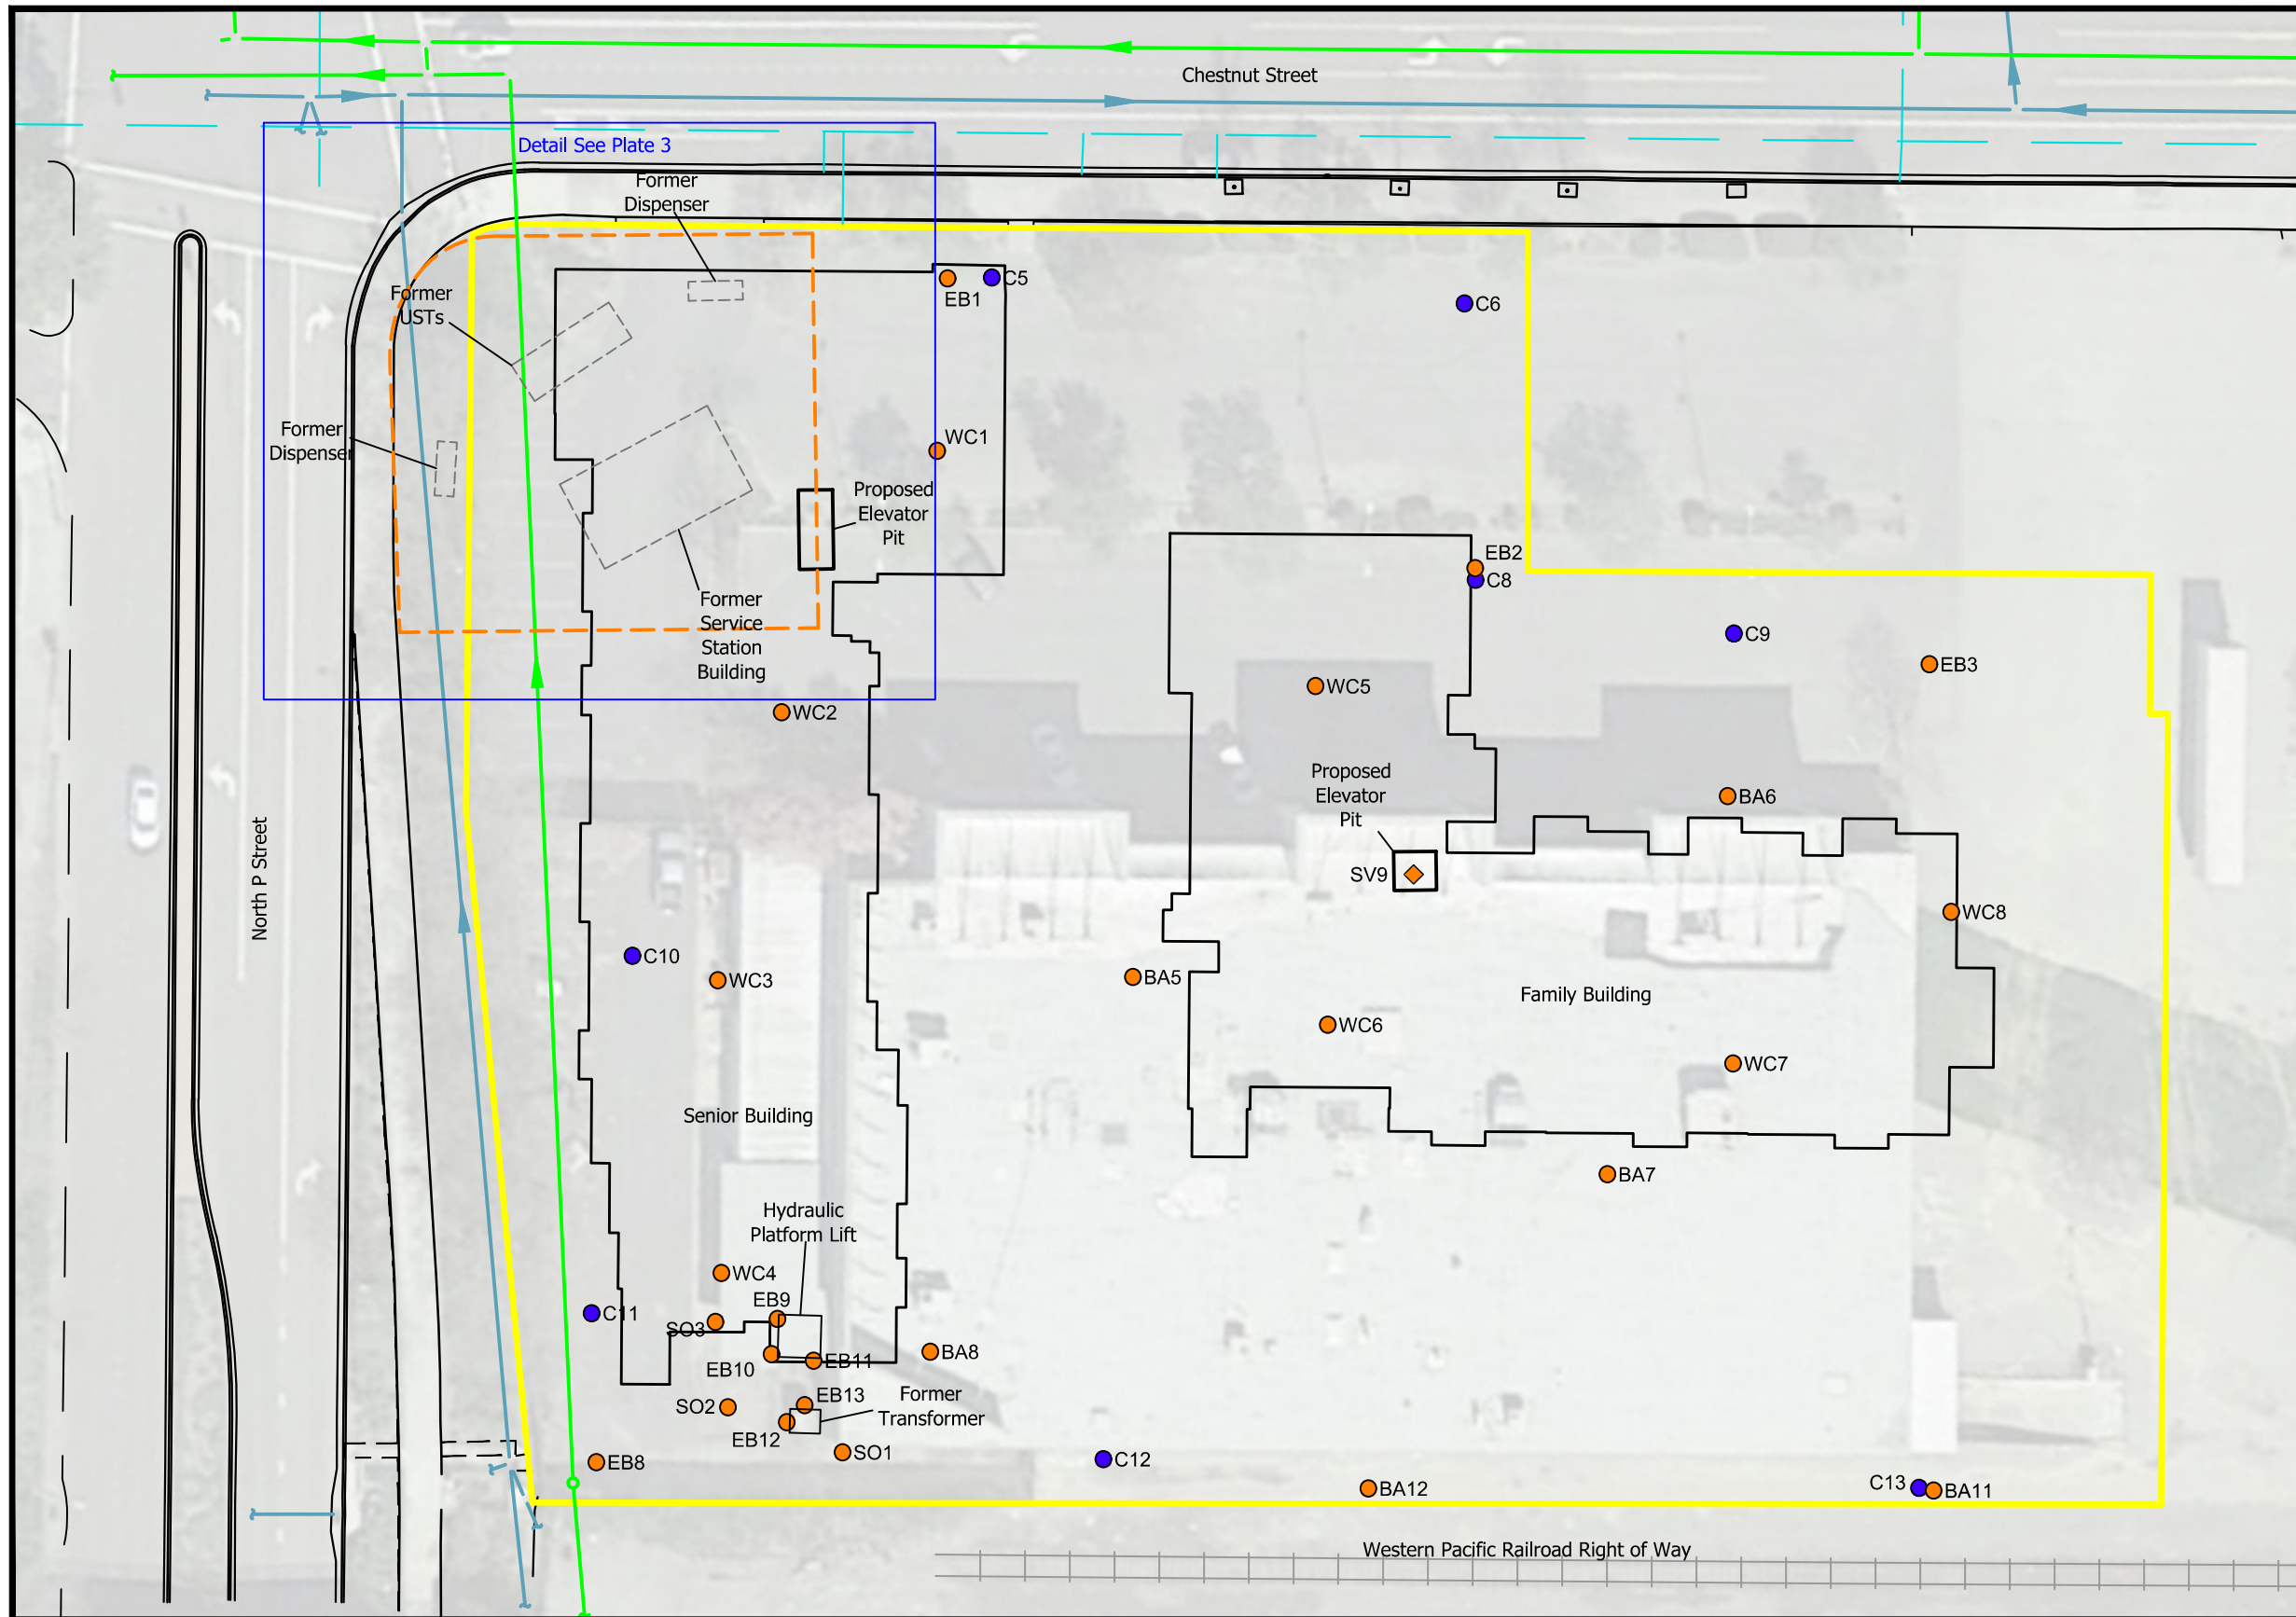 Chestnut Street
Detail See Plate 3
Former
Dispenser
Former
USTs
EB1
C5
C6
Former
Dispenser
WC1
Proposed
Elevator
Pit
EB2
C8
Former
Service
Station
Building
C9
EB3
WC5
WC2
Proposed
Elevator
Pit
BA6
SV9
North P Street
WC8
C10
WC3
BA5
Family Building
WC6
WC7
Senior Building
BA7
Hydraulic
Platform Lift
WC4
EB9
C11
SO3
EB10
EB11
BA8
EB13
Former
Transformer
SO2
EB12
SO1
EB8
C12
BA12
C13
BA11
Western Pacific Railroad Right of Way